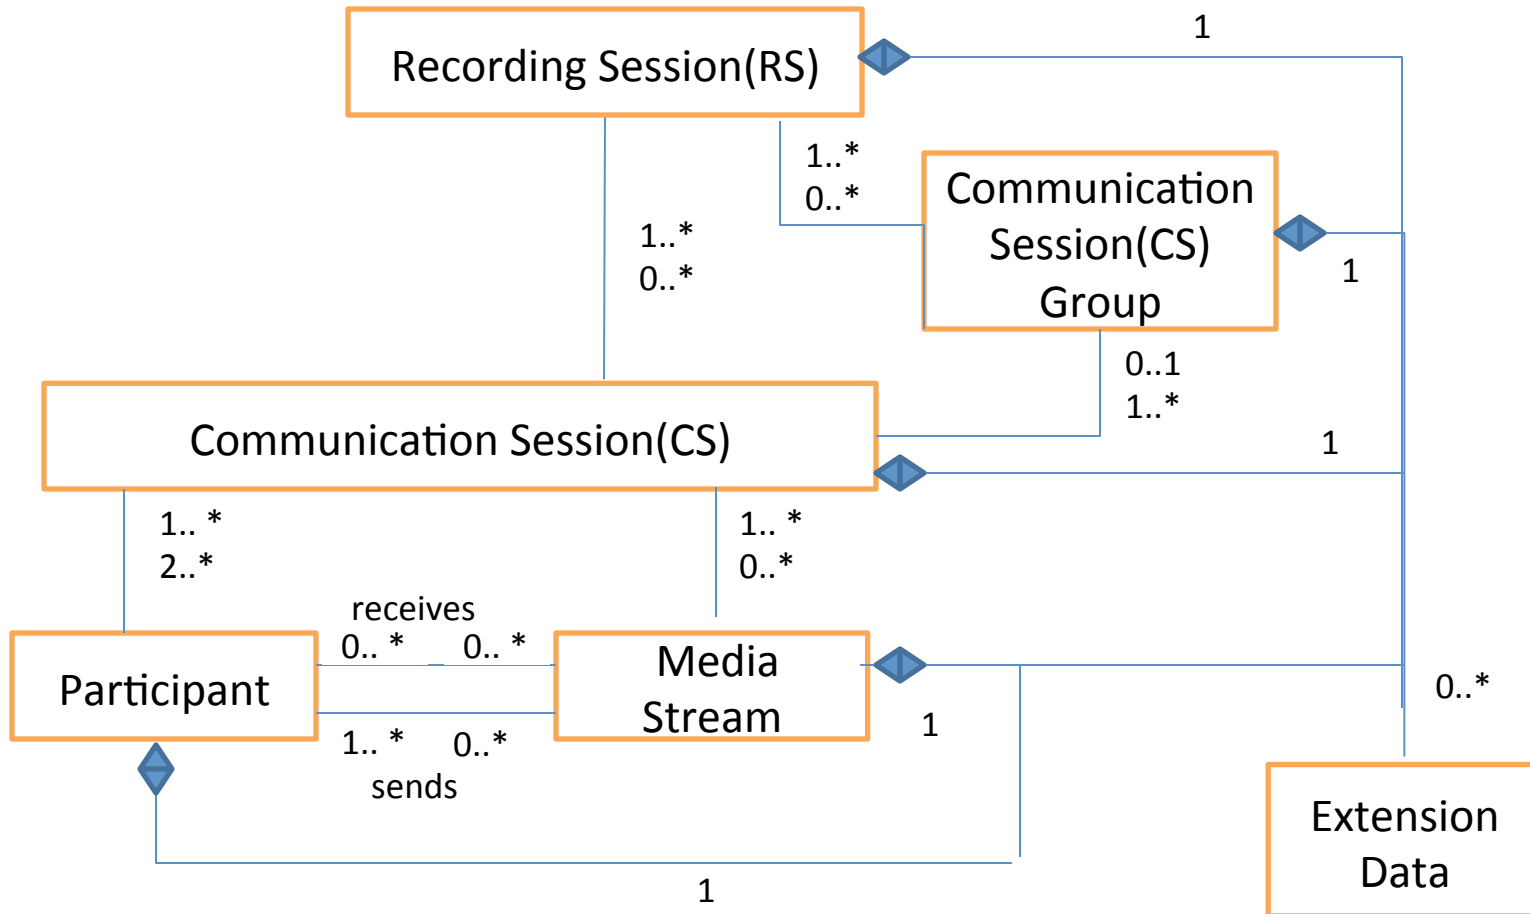 1
Recording Session(RS)
1..*
0..*
Communication
Session(CS)
Group
1..*
0..*
1
0..1
1..*
Communication Session(CS)
1
1.. *
2..*
1.. *
0..*
receives
0.. *
0.. *
Participant
Media
Stream
0..*
1
1.. *
0..*
sends
Extension
Data
1